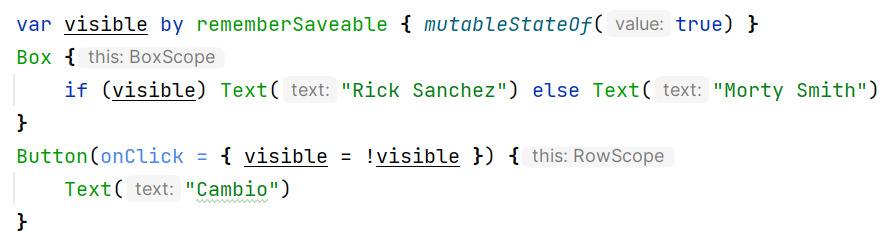 var visible by rememberSaveable { mutableStateOf( value: true) }
Box { this: BoxScope
    if (visible) Text( text: "Rick Sanchez") else Text( text: "Morty Smith")
}
Button(onClick = { visible = !visible }) { this: RowScope
    Text( text: "Cambio")
}